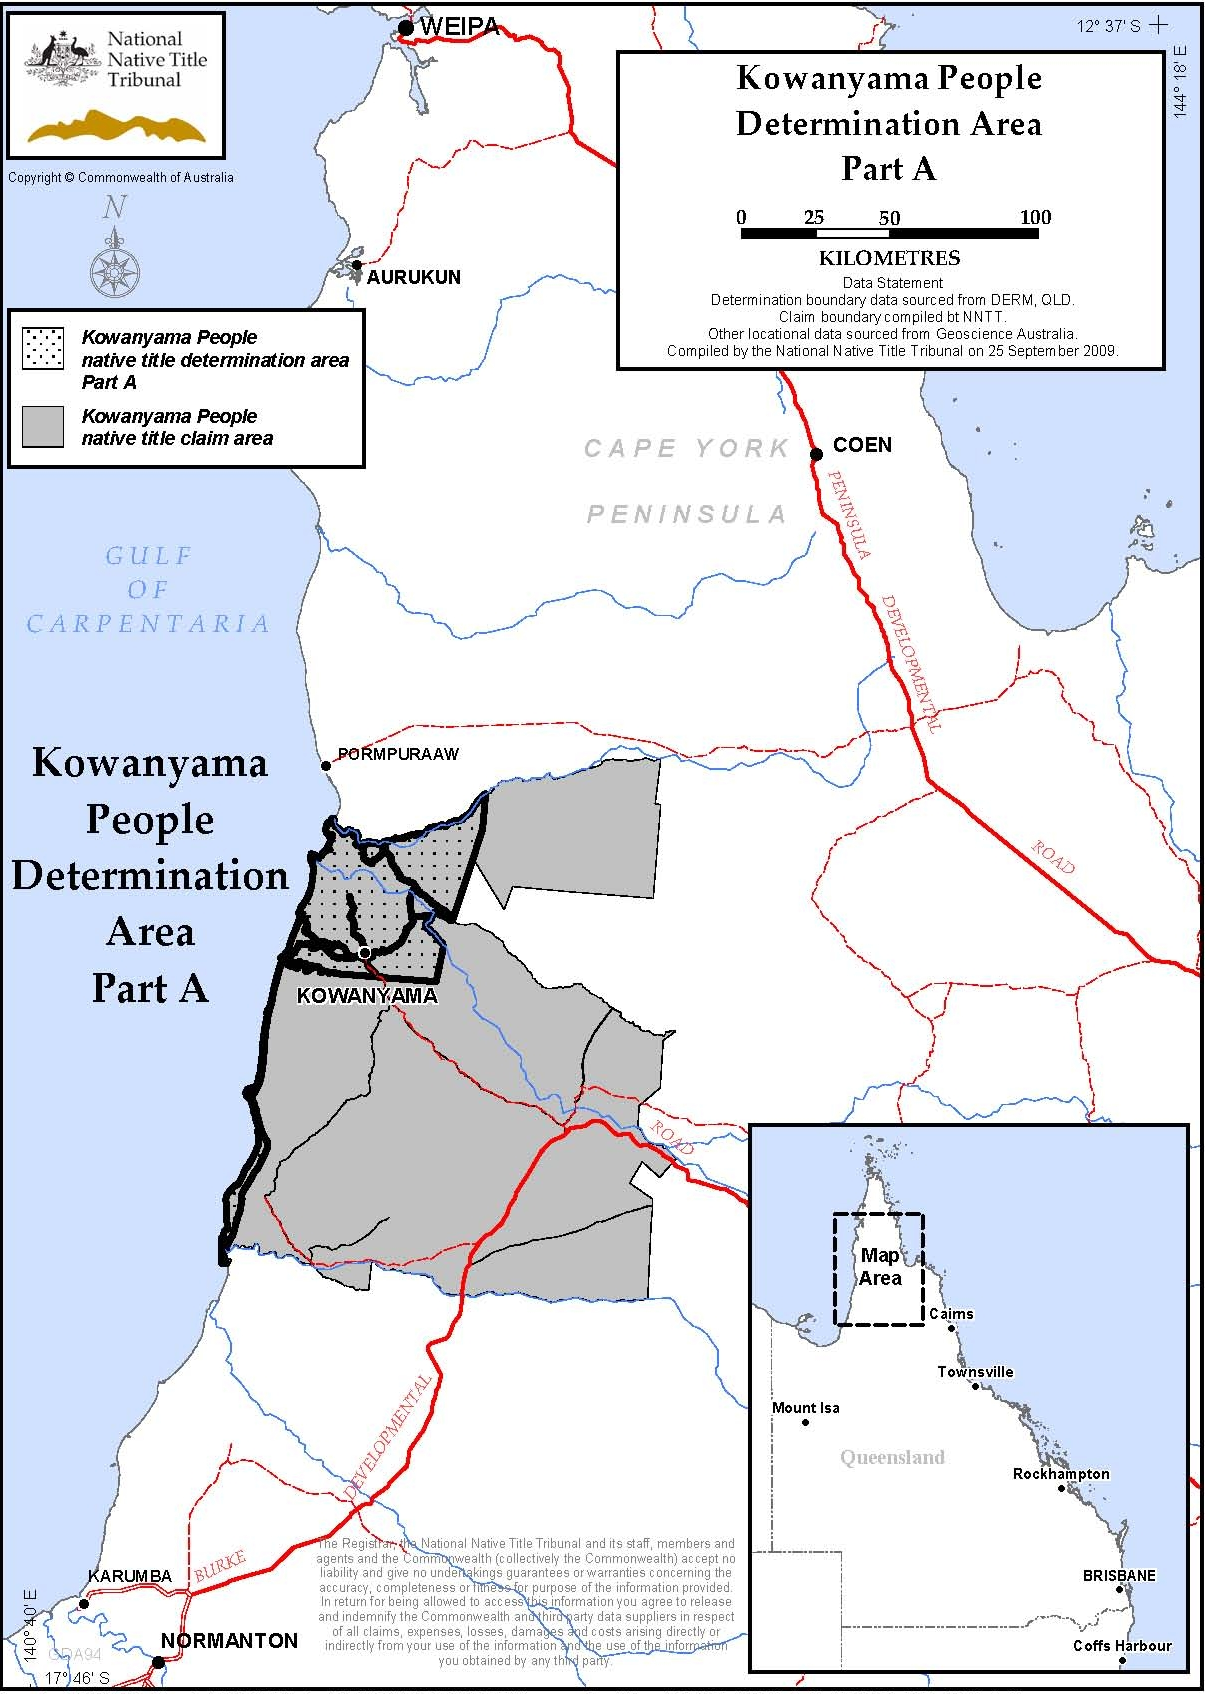 National
Native Title
Tribunal
Copyright © Commonwealth of Australia
N
Kowanyama People
native title determination area
Part A
Kowanyama People
native title claim area
12° 37' S
144° 18' E
Kowanyama People
Determination Area
Part A
0 25 50 100
KILOMETRES
Data Statement
Determination boundary data sourced from DERM, QLD.
Claim boundary compiled bt NNTT.
Other locational data sourced from Geoscience Australia.
Compiled by the National Native Title Tribunal on 25 September 2009.
WEIPA
AURUKUN
CAPE YORK
PENINSULA
COEN
PENINSULA
DEVELOPMENTAL
ROAD
GULF
OF
CARPENTARIA
PORMPURAAW
Kowanyama
People
Determination
Area
Part A
KOWANYAMA
ROAD
DEVELOPMENTAL
BURKE
KARUMBA
NORMANTON
140° 40' E
GDA94
17° 46' S
The Registrar, the National Native Title Tribunal and its staff, members and
agents and the Commonwealth (collectively the Commonwealth) accept no
liability and give no undertakings guarantees or warranties concerning the
accuracy, completeness or fitness for purpose of the information provided.
In return for being allowed to access this information you agree to release
and indemnify the Commonwealth and third party data suppliers in respect
of all claims, expenses, losses, damages and costs arising directly or
indirectly from your use of the information and the use of the information
you obtained by any third party.
Map
Area
Cairns
Townsville
Mount Isa
Queensland
Rockhampton
BRISBANE
Coffs Harbour